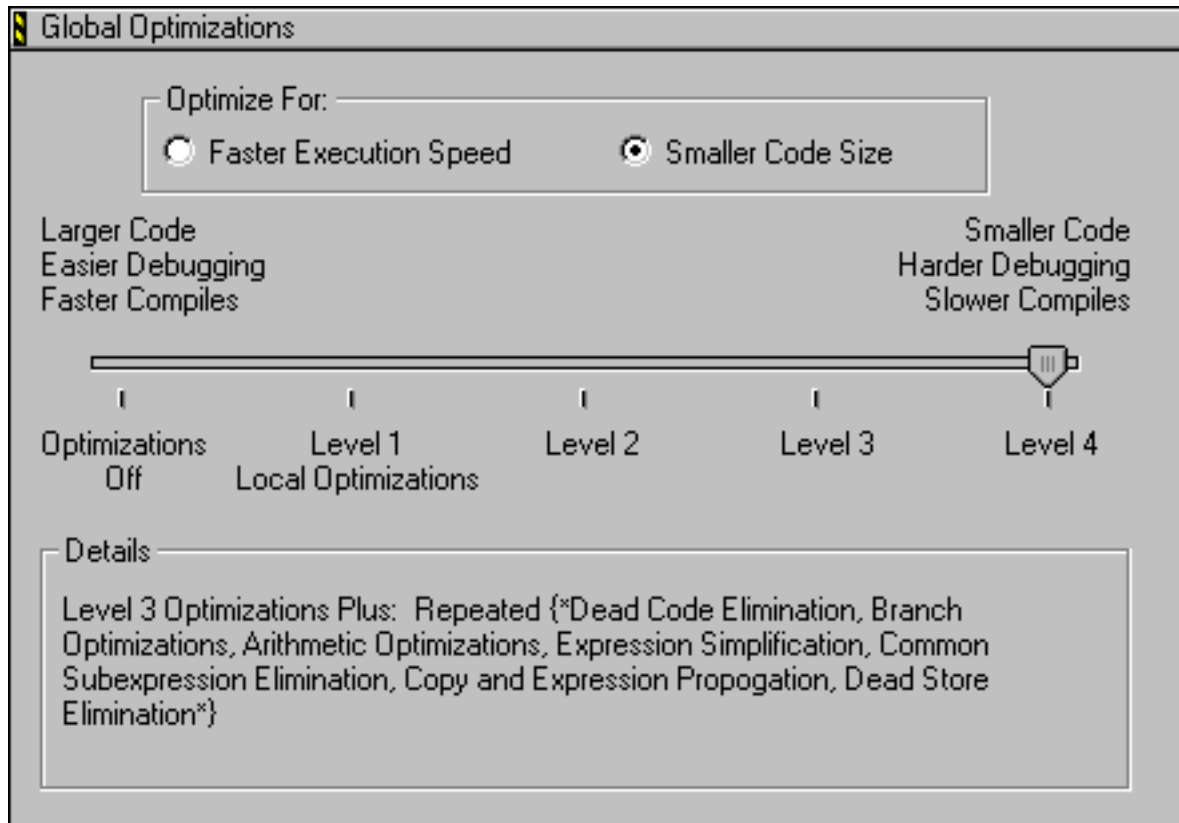 Global Optimizations
Optimize For:
Faster Execution Speed
Smaller Code Size
Larger Code
Easier Debugging
Faster Compiles
Smaller Code
Harder Debugging
Slower Compiles
Optimizations
Off
Level 1
Local Optimizations
Level 2
Level 3
Level 4
Details
Level 3 Optimizations Plus:  Repeated {*Dead Code Elimination, Branch
Optimizations, Arithmetic Optimizations, Expression Simplification, Common
Subexpression Elimination, Copy and Expression Propogation, Dead Store
Elimination*}